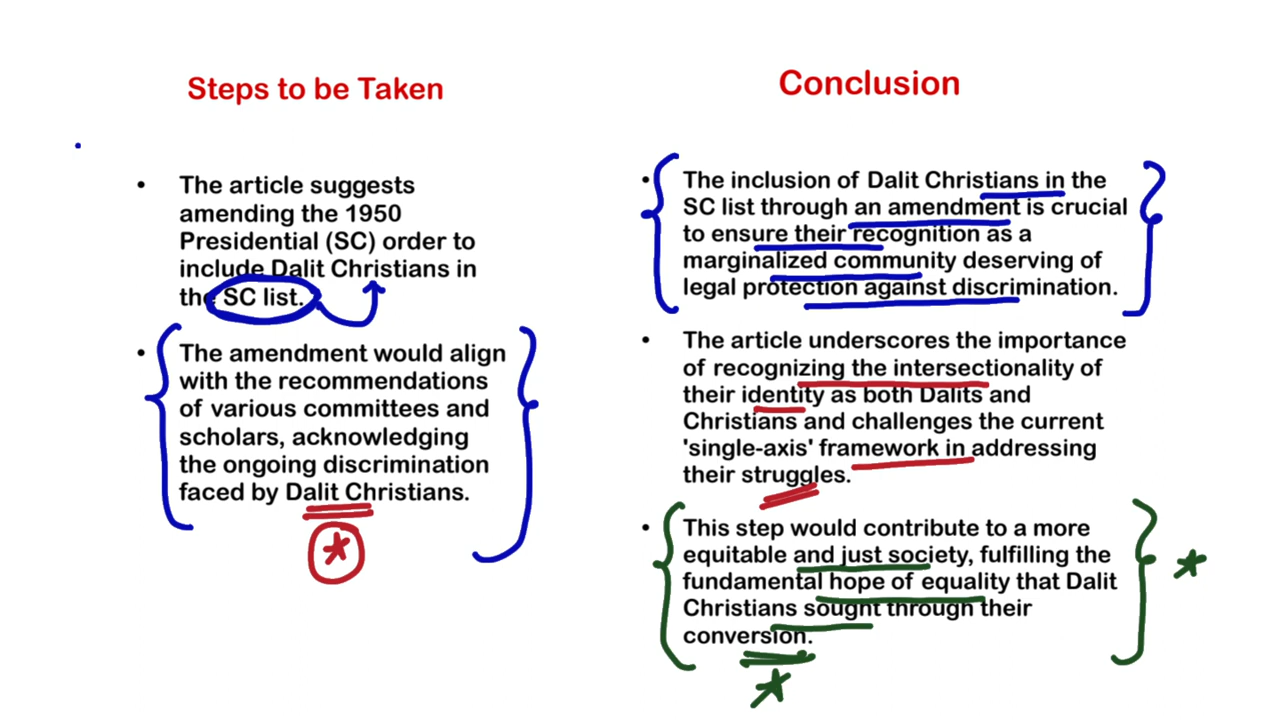 Steps to be Taken
• The article suggests
amending the 1950
Presidential (SC) order to
include Dalit Christians in
the SC list.
• The amendment would align
with the recommendations
of various committees and
scholars, acknowledging
the ongoing discrimination
faced by Dalit Christians.
Conclusion
• The inclusion of Dalit Christians in the
SC list through an amendment is crucial
to ensure their recognition as a
marginalized community deserving of
legal protection against discrimination.
• The article underscores the importance
of recognizing the intersectionality of
their identity as both Dalits and
Christians and challenges the current
'single-axis' framework in addressing
their struggles.
• This step would contribute to a more
equitable and just society, fulfilling the
fundamental hope of equality that Dalit
Christians sought through their
conversion.